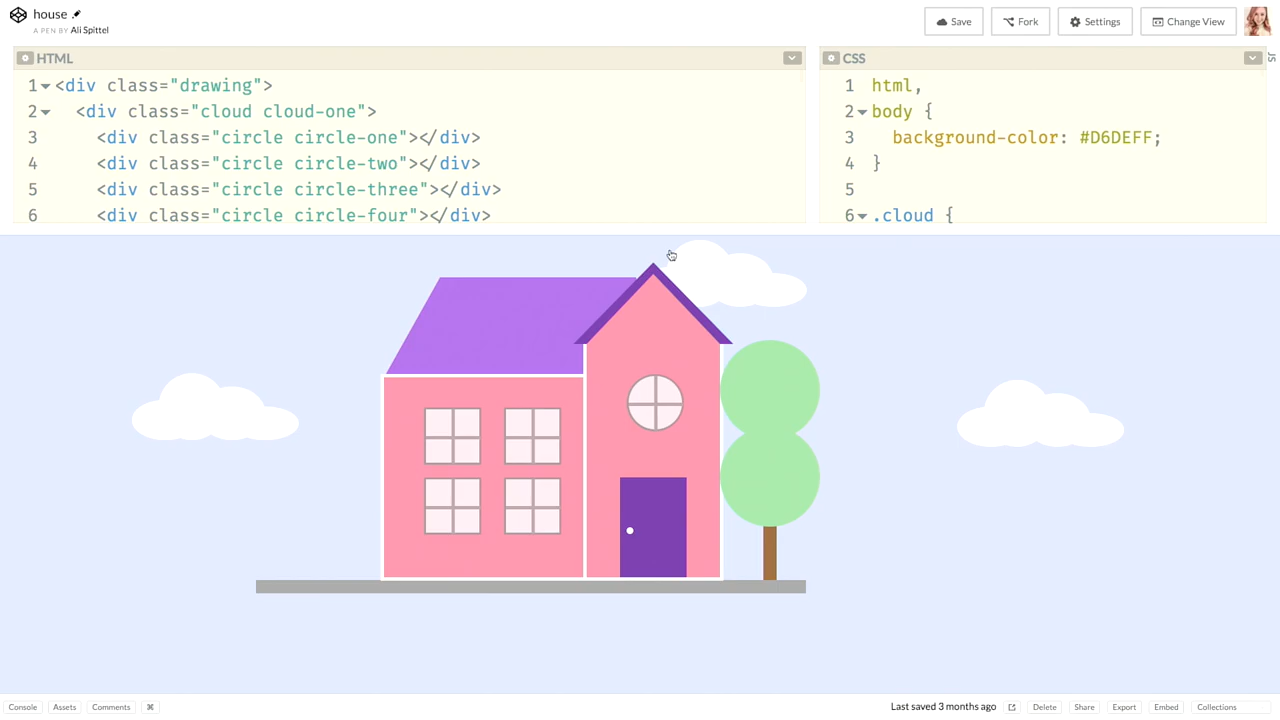 house
A PEN BY Ali Spittel
Save
Fork
Settings
Change View
HTML
1 <div class="drawing">
2 <div class="cloud cloud-one">
3 <div class="circle circle-one"></div>
4 <div class="circle circle-two"></div>
5 <div class="circle circle-three"></div>
6 <div class="circle circle-four"></div>
CSS
1 html,
2 body {
3 background-color: #D6DEFF;
4 }
5
6 .cloud {
JS
Console
Assets
Comments
⌘
Last saved 3 months ago
Delete
Share
Export
Embed
Collections